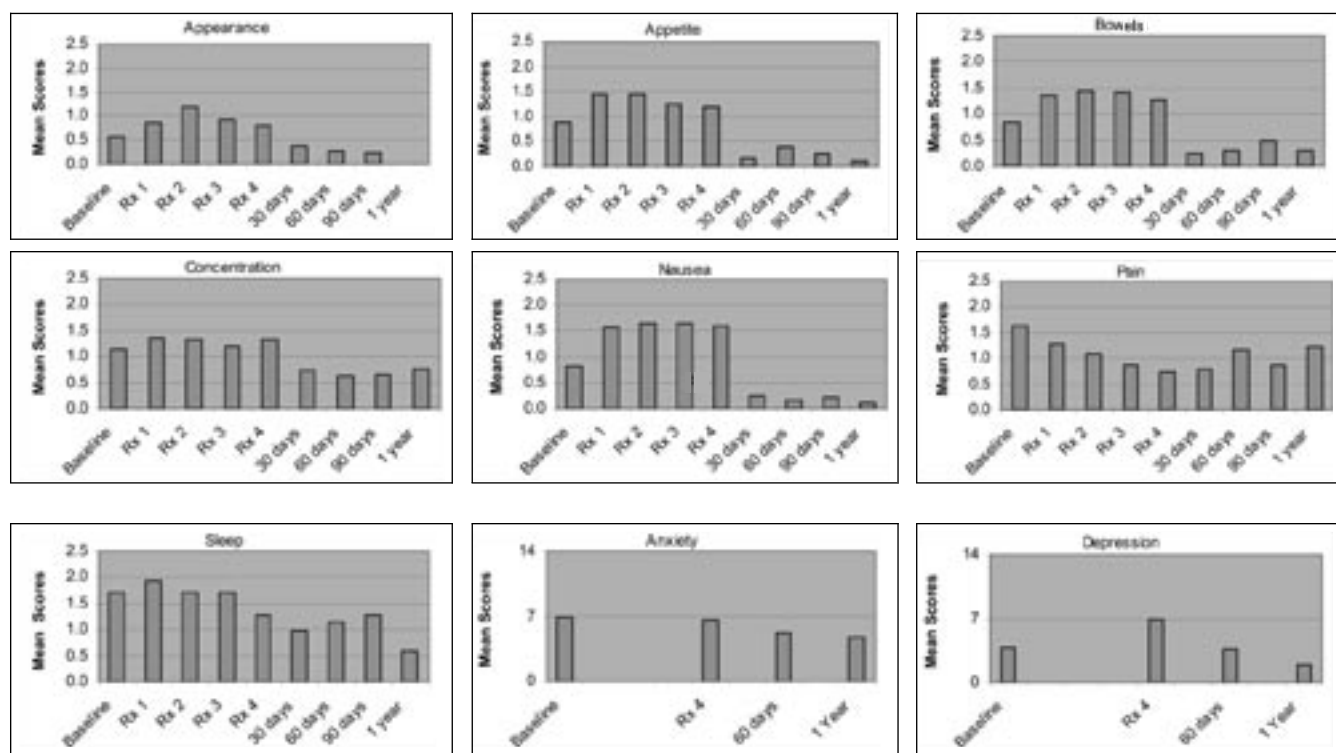 Appearance
Mean Scores
2.5
2.0
1.5
1.0
0.5
0.0
Baseline
Rx 1
Rx 2
Rx 3
Rx 4
30 days
60 days
90 days
1 year
Appetite
Mean Scores
2.5
2.0
1.5
1.0
0.5
0.0
Baseline
Rx 1
Rx 2
Rx 3
Rx 4
30 days
60 days
90 days
1 year
Bowels
Mean Scores
2.5
2.0
1.5
1.0
0.5
0.0
Baseline
Rx 1
Rx 2
Rx 3
Rx 4
30 days
60 days
90 days
1 year
Concentration
Mean Scores
2.5
2.0
1.5
1.0
0.5
0.0
Baseline
Rx 1
Rx 2
Rx 3
Rx 4
30 days
60 days
90 days
1 year
Nausea
Mean Scores
2.5
2.0
1.5
1.0
0.5
0.0
Baseline
Rx 1
Rx 2
Rx 3
Rx 4
30 days
60 days
90 days
1 year
Pain
Mean Scores
2.5
2.0
1.5
1.0
0.5
0.0
Baseline
Rx 1
Rx 2
Rx 3
Rx 4
30 days
60 days
90 days
1 year
Sleep
Mean Scores
2.5
2.0
1.5
1.0
0.5
0.0
Baseline
Rx 1
Rx 2
Rx 3
Rx 4
30 days
60 days
90 days
1 year
Anxiety
Mean Scores
14
7
0
Baseline
Rx 4
60 days
1 Year
Depression
Mean Scores
14
7
0
Baseline
Rx 4
60 days
1 Year